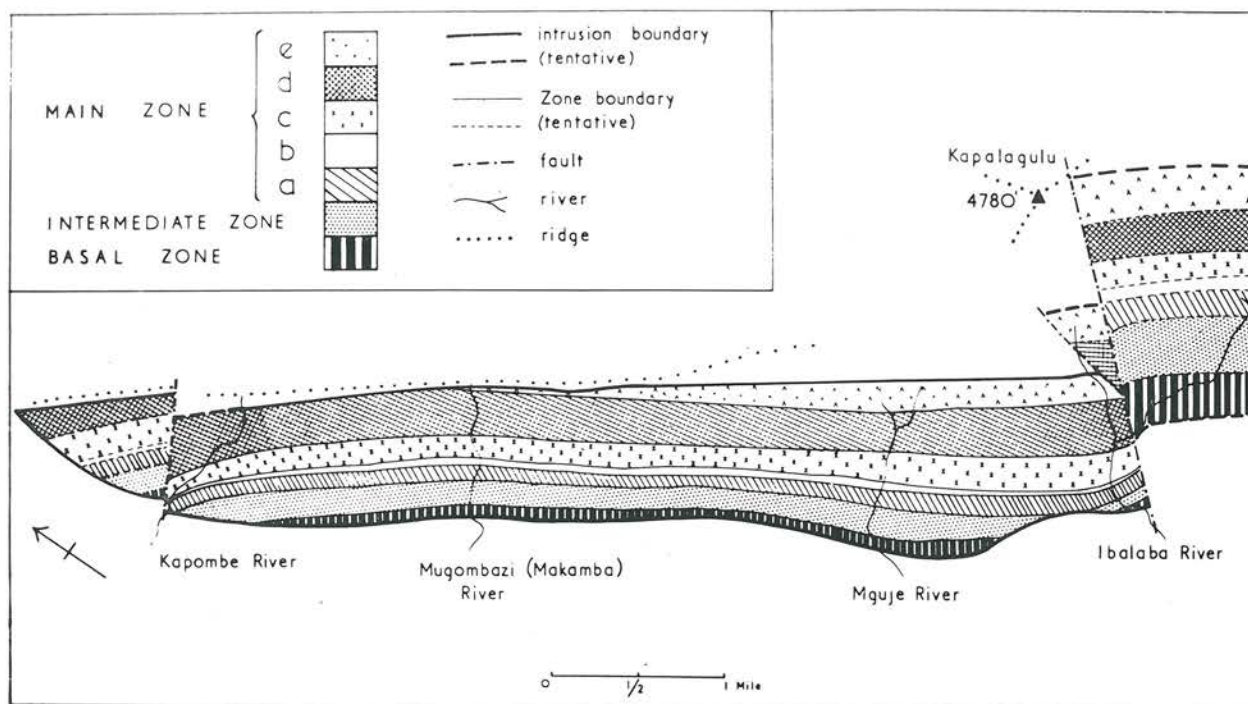 MAIN ZONE
e
d
c
b
a
INTERMEDIATE ZONE
BASAL ZONE
intrusion boundary
(tentative)
Zone boundary
(tentative)
fault
river
ridge
Kapalagulu
4780'
Kapombe River
Mugombazi (Makamba)
River
Mguje River
Ibalaba River
0 1/2 1 Mile